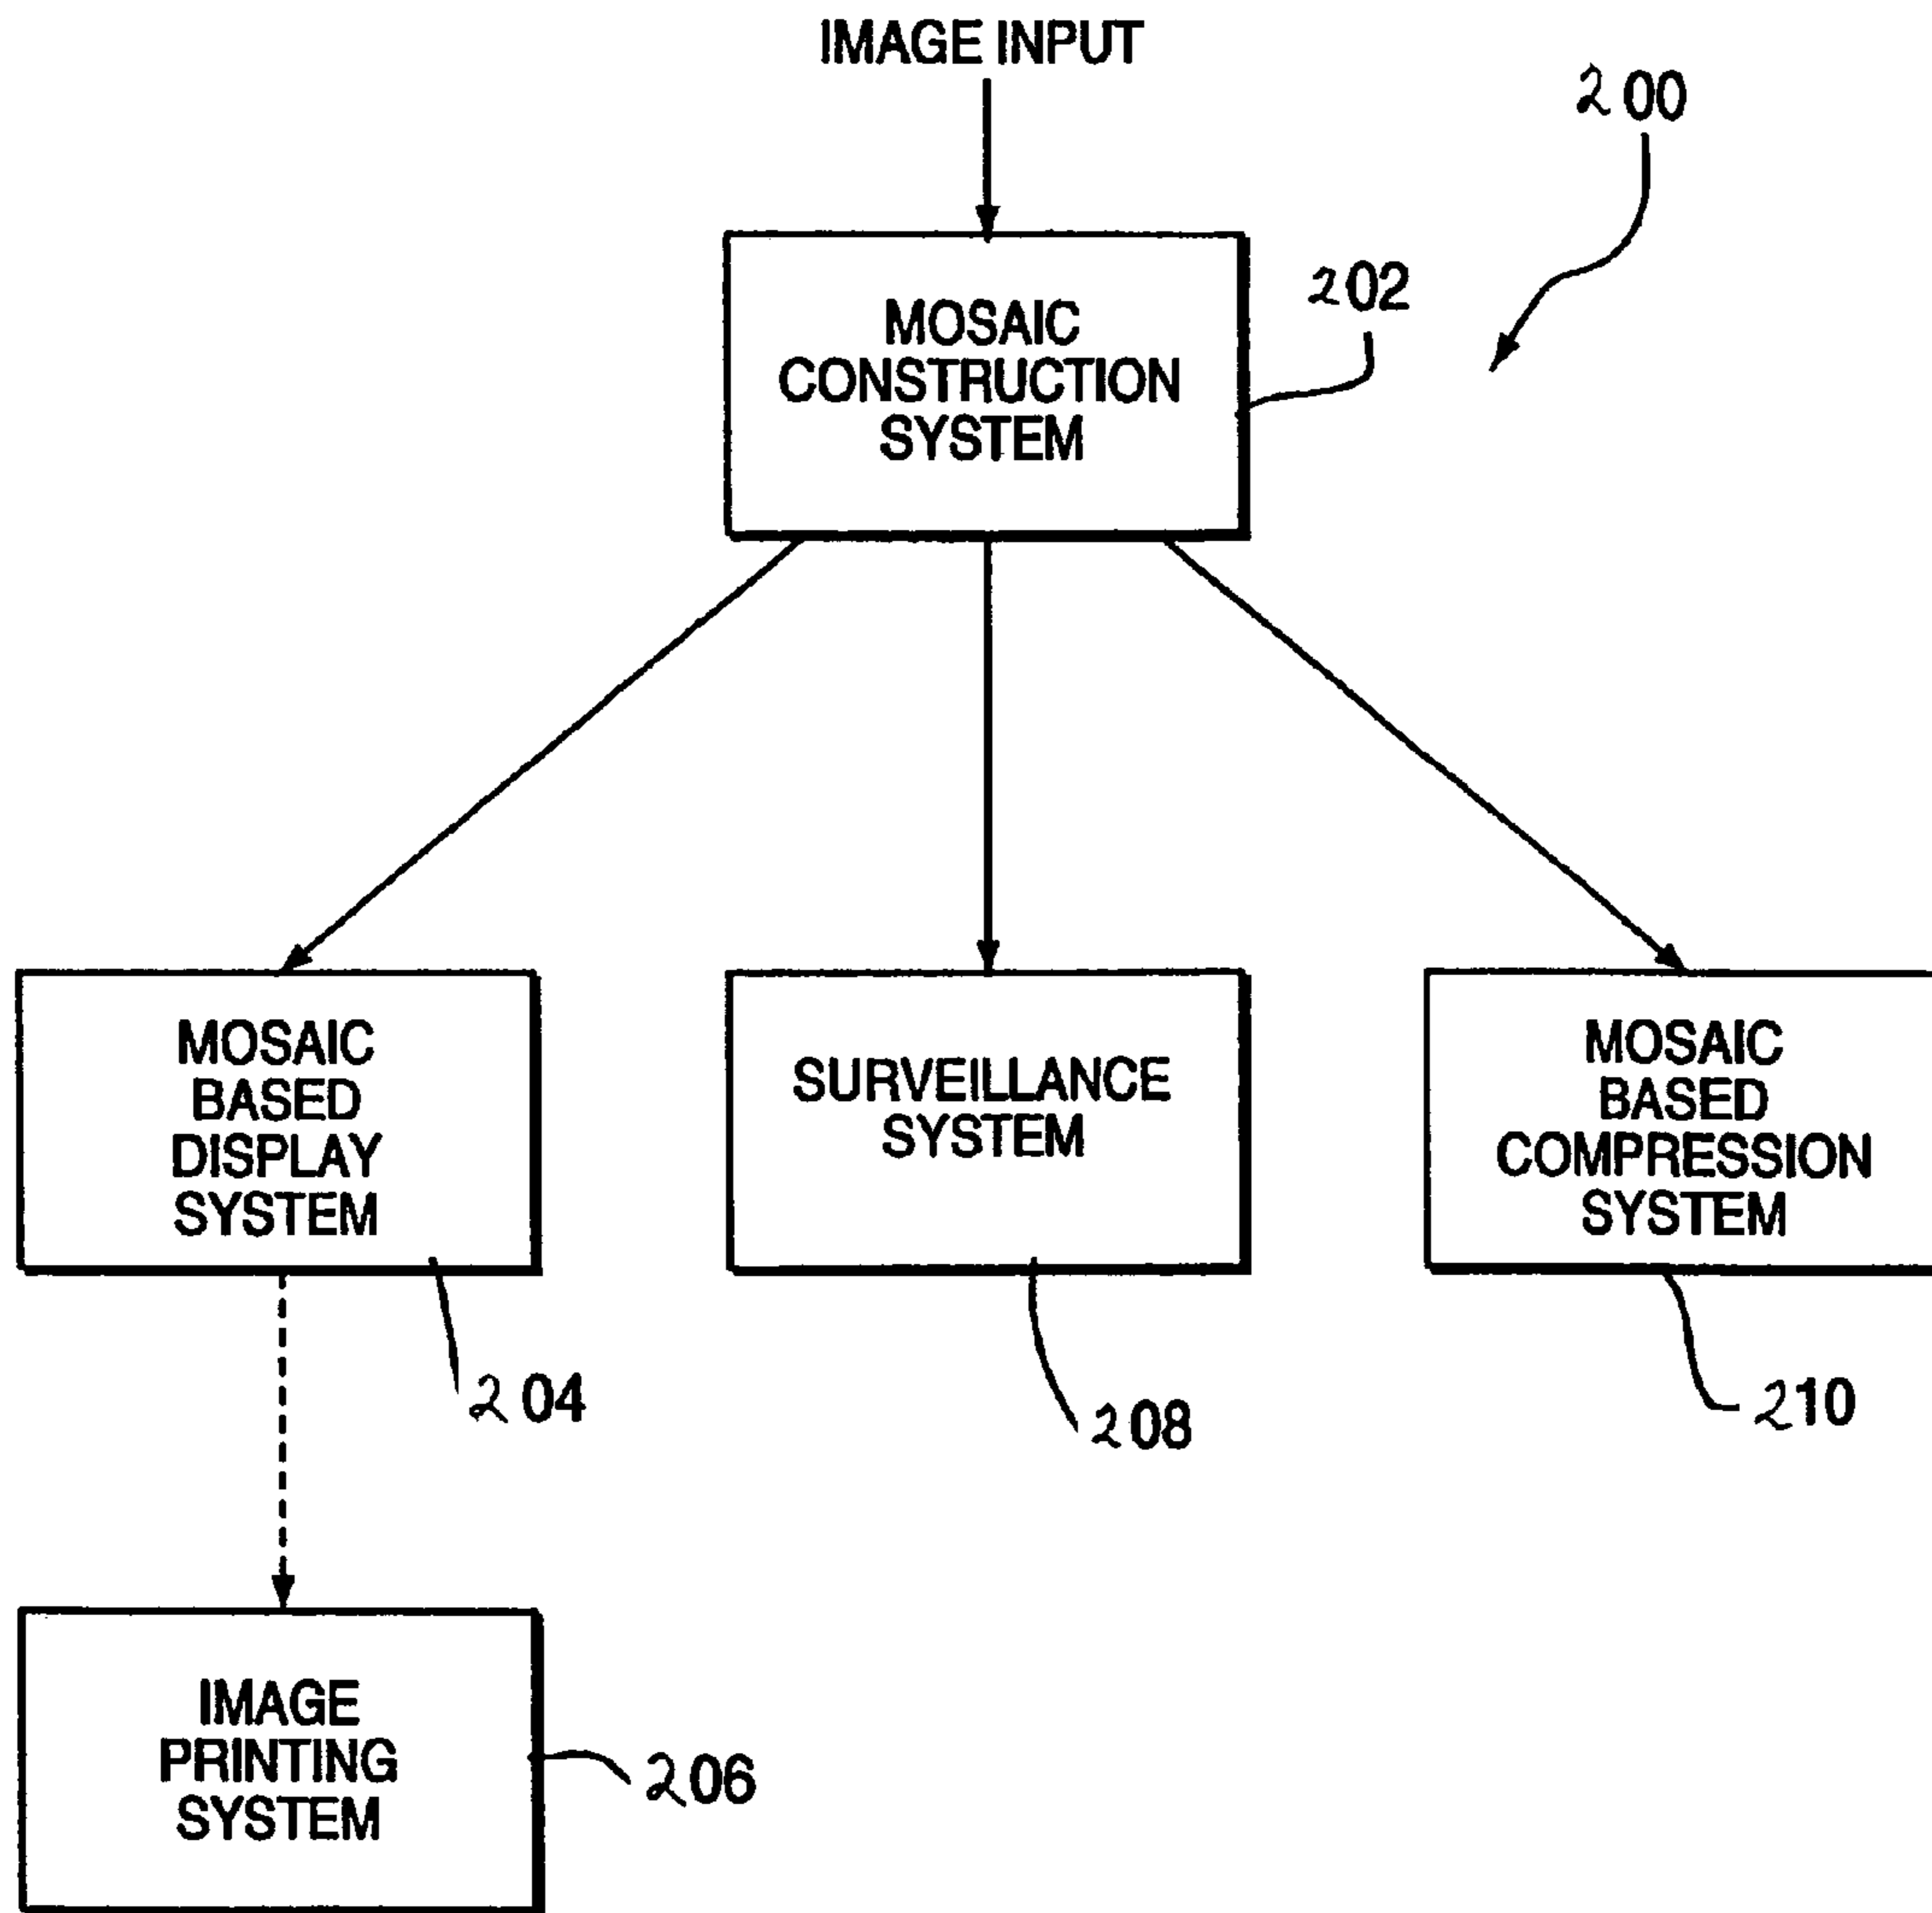 IMAGE INPUT
200
MOSAIC
CONSTRUCTION
SYSTEM
202
MOSAIC
BASED
DISPLAY
SYSTEM
204
SURVEILLANCE
SYSTEM
208
MOSAIC
BASED
COMPRESSION
SYSTEM
210
IMAGE
PRINTING
SYSTEM
206